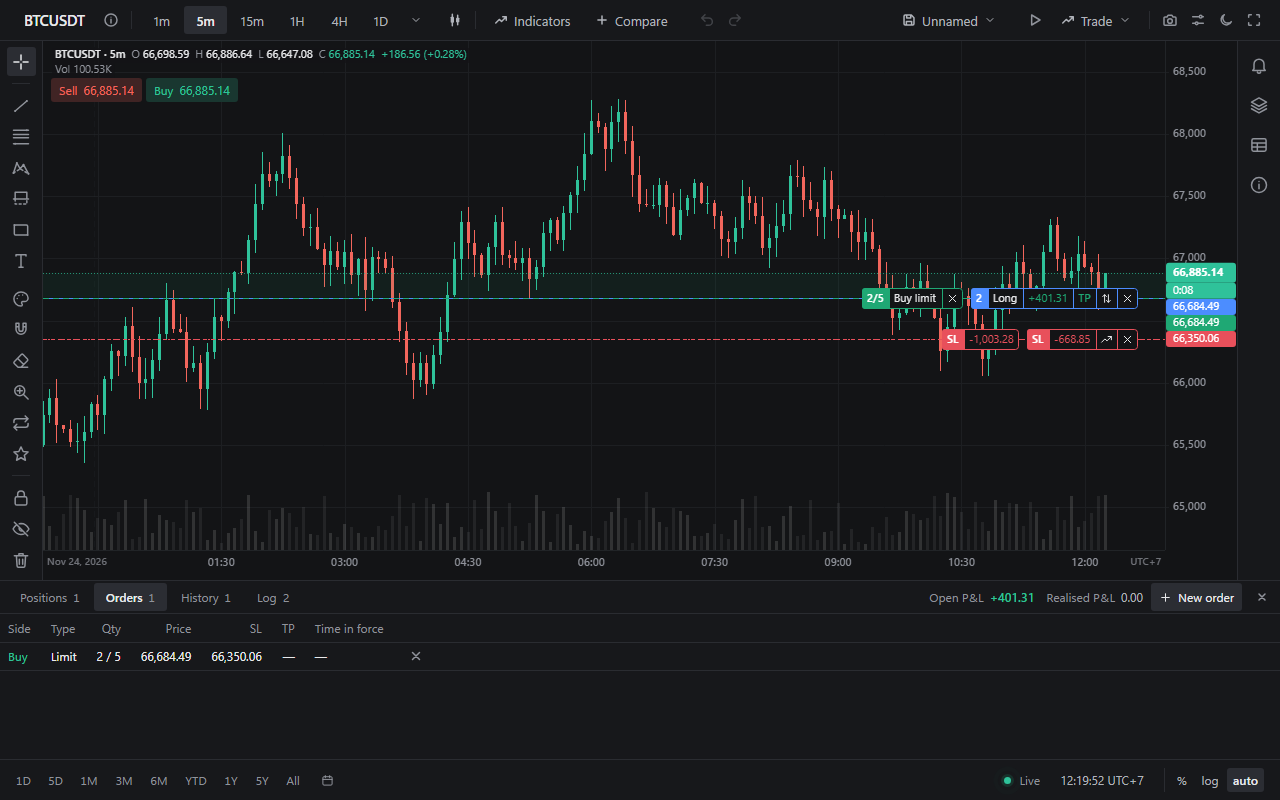 BTCUSDT 1m 5m 15m 1H 4H 1D Indicators Compare Unnamed Trade
BTCUSDT · 5m O 66,698.59 H 66,886.64 L 66,647.08 C 66,885.14 +186.56 (+0.28%)
Vol 100.53K
Sell 66,885.14 Buy 66,885.14
68,500
68,000
67,500
67,000
66,885.14
0:08
2/5 Buy limit 2 Long +401.31 TP
66,684.49
66,684.49
SL -1,003.28 SL -668.85
66,350.06
66,000
65,500
65,000
Nov 24, 2026 01:30 03:00 04:30 06:00 07:30 09:00 10:30 12:00 UTC+7
Positions 1 Orders 1 History 1 Log 2 Open P&L +401.31 Realised P&L 0.00 New order
Side Type Qty Price SL TP Time in force
Buy Limit 2 / 5 66,684.49 66,350.06 — —
1D 5D 1M 3M 6M YTD 1Y 5Y All Live 12:19:52 UTC+7 % log auto